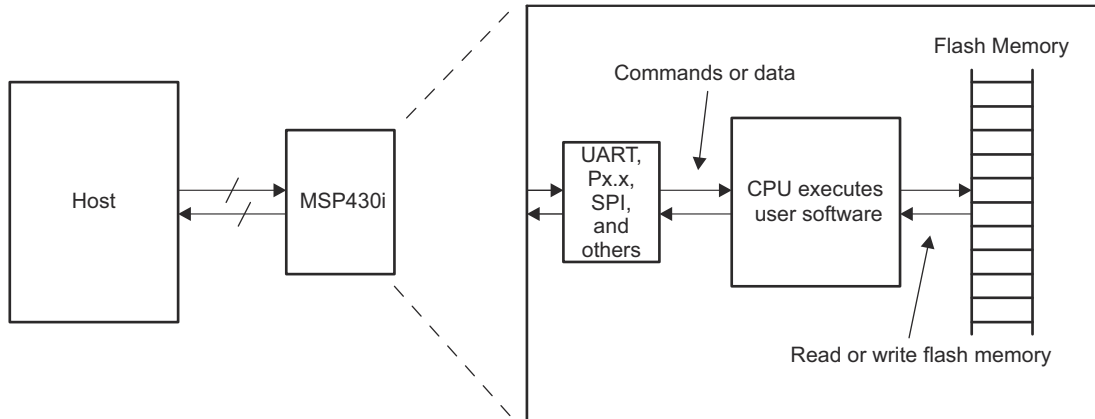 Host
MSP430i
Flash Memory
Commands or data
UART,
Px.x,
SPI,
and
others
CPU executes
user software
Read or write flash memory